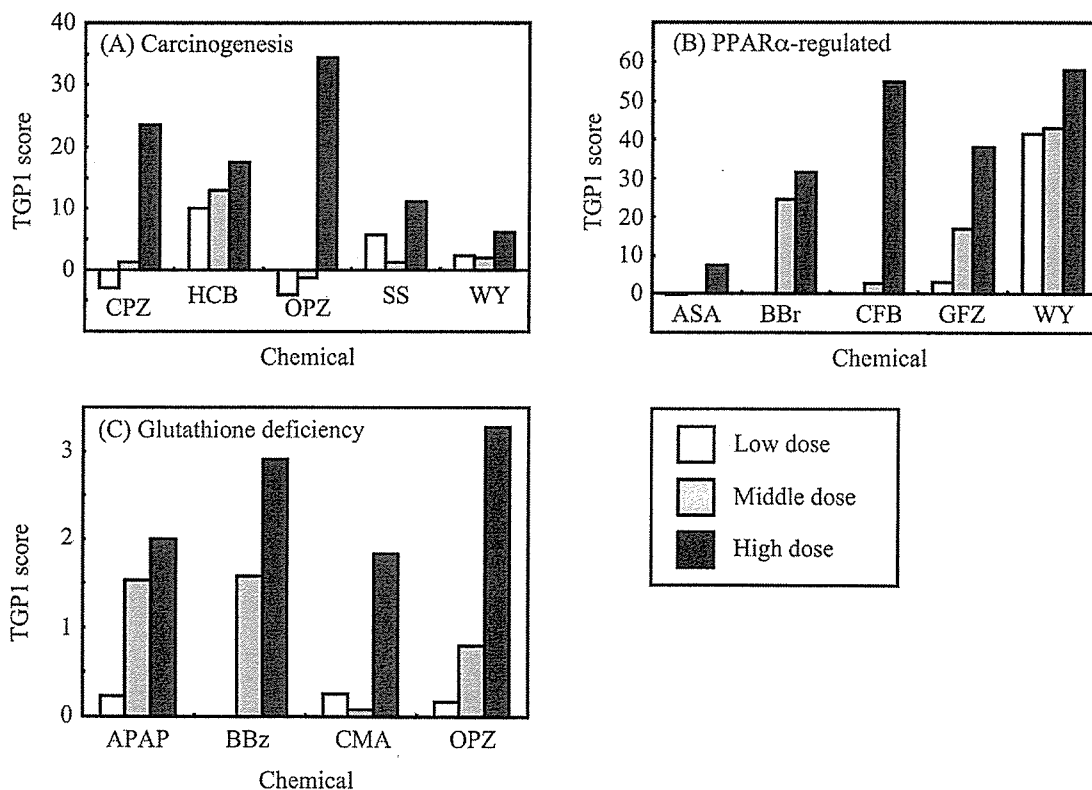 (A) Carcinogenesis
40
30
20
10
0
TGP1 score
CPZ HCB OPZ SS WY
Chemical
(B) PPARα-regulated
60
50
40
30
20
10
0
TGP1 score
ASA BBr CFB GFZ WY
Chemical
(C) Glutathione deficiency
3
2
1
0
TGP1 score
APAP BBz CMA OPZ
Chemical
Low dose
Middle dose
High dose